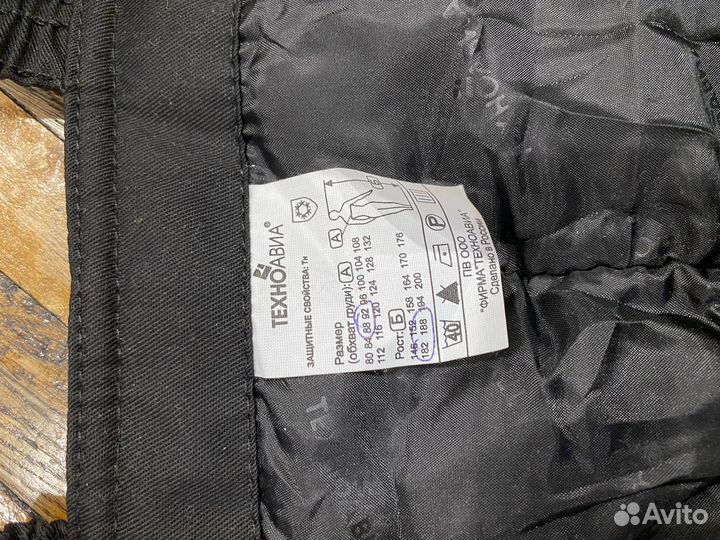 ТЕХНОАВИА®
ЗАЩИТНЫЕ СВОЙСТВА: Тн
Размер
(обхват груди): А
80 84 88 92 96 100 104 108
112 116 120 124 128 132
Рост: Б
146 152 158 164 170 176
182 188 194 200
А
Б
40
P
ПВ ООО
"ФИРМА"ТЕХНОАВИА"
Сделано в России
Avito